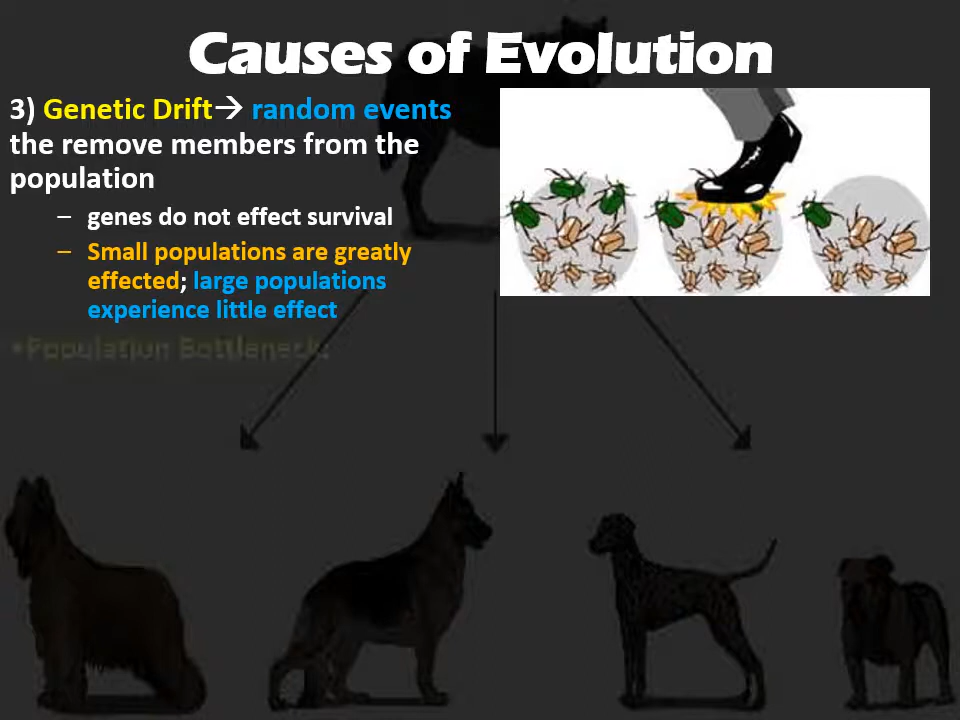 Causes of Evolution
3) Genetic Drift→ random events
the remove members from the
population
– genes do not effect survival
– Small populations are greatly
effected; large populations
experience little effect
•Population Bottleneck: